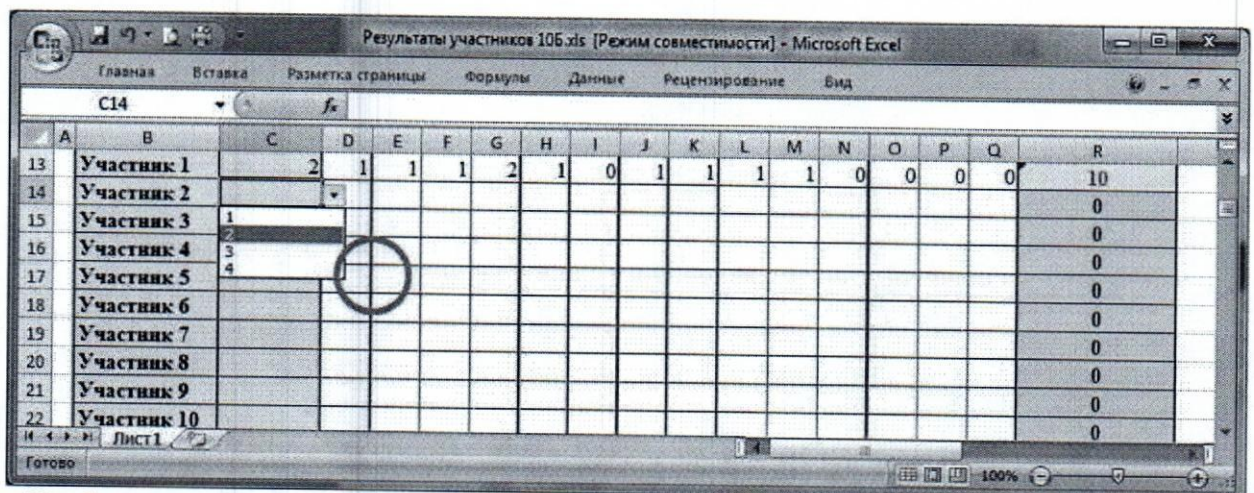 Результаты участников 10Б.xls [Режим совместимости] - Microsoft Excel
Главная Вставка Разметка страницы Формулы Данные Рецензирование Вид
C14 fx
A B C D E F G H I J K L M N O P Q R
13 Участник 1 2 1 1 1 2 1 0 1 1 1 1 0 0 0 0 10
14 Участник 2 0
1
15 Участник 3 0
2
16 Участник 4 0
3
4
17 Участник 5 0
18 Участник 6 0
19 Участник 7 0
20 Участник 8 0
21 Участник 9 0
22 Участник 10 0
Лист1
Готово 100%